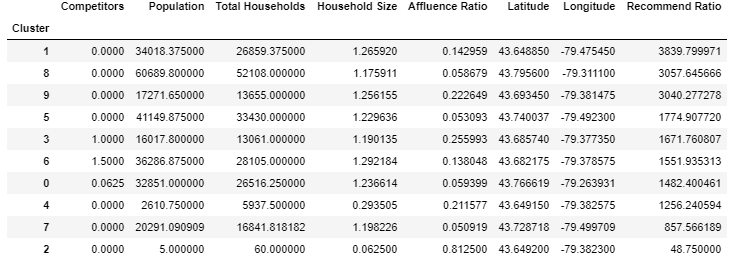 Competitors Population Total Households Household Size Affluence Ratio Latitude Longitude Recommend Ratio
Cluster
1 0.0000 34018.375000 26859.375000 1.265920 0.142959 43.648850 -79.475450 3839.799971
8 0.0000 60689.800000 52108.000000 1.175911 0.058679 43.795600 -79.311100 3057.645666
9 0.0000 17271.650000 13655.000000 1.256155 0.222649 43.693450 -79.381475 3040.277278
5 0.0000 41149.875000 33430.000000 1.229636 0.053093 43.740037 -79.492300 1774.907720
3 1.0000 16017.800000 13061.000000 1.190135 0.255993 43.685740 -79.377350 1671.760807
6 1.5000 36286.875000 28105.000000 1.292184 0.138048 43.682175 -79.378575 1551.935313
0 0.0625 32851.000000 26516.250000 1.236614 0.059399 43.766619 -79.263931 1482.400461
4 0.0000 2610.750000 5937.500000 0.293505 0.211577 43.649150 -79.382575 1256.240594
7 0.0000 20291.090909 16841.818182 1.198226 0.050919 43.728718 -79.499709 857.566189
2 0.0000 5.000000 60.000000 0.062500 0.812500 43.649200 -79.382300 48.750000